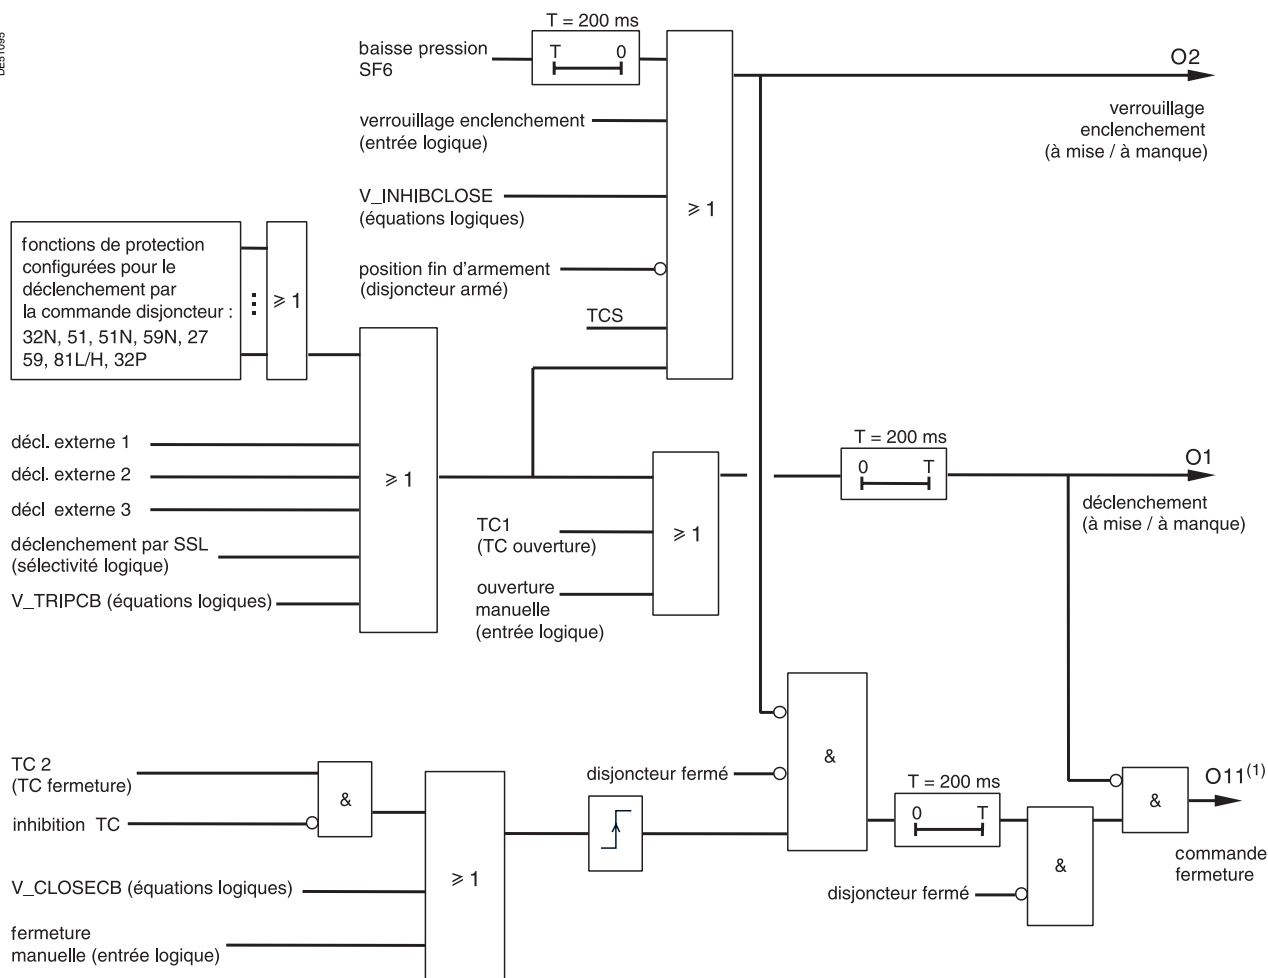 DE51095
T = 200 ms
baisse pression
SF6
T 0
O2
verrouillage
enclenchement
(à mise / à manque)
verrouillage enclenchement
(entrée logique)
V_INHIBCLOSE
(équations logiques)
⩾ 1
position fin d'armement
(disjoncteur armé)
TCS
fonctions de protection
configurées pour le
déclenchement par
la commande disjoncteur :
32N, 51, 51N, 59N, 27
59, 81L/H, 32P
⩾ 1
décl. externe 1
décl. externe 2
décl externe 3
déclenchement par SSL
(sélectivité logique)
V_TRIPCB (équations logiques)
⩾ 1
TC1
(TC ouverture)
ouverture
manuelle
(entrée logique)
⩾ 1
T = 200 ms
0 T
O1
déclenchement
(à mise / à manque)
TC 2
(TC fermeture)
inhibition TC
&
V_CLOSECB (équations logiques)
fermeture
manuelle (entrée logique)
⩾ 1
disjoncteur fermé
&
T = 200 ms
0 T
disjoncteur fermé
&
&
O11(1)
commande
fermeture